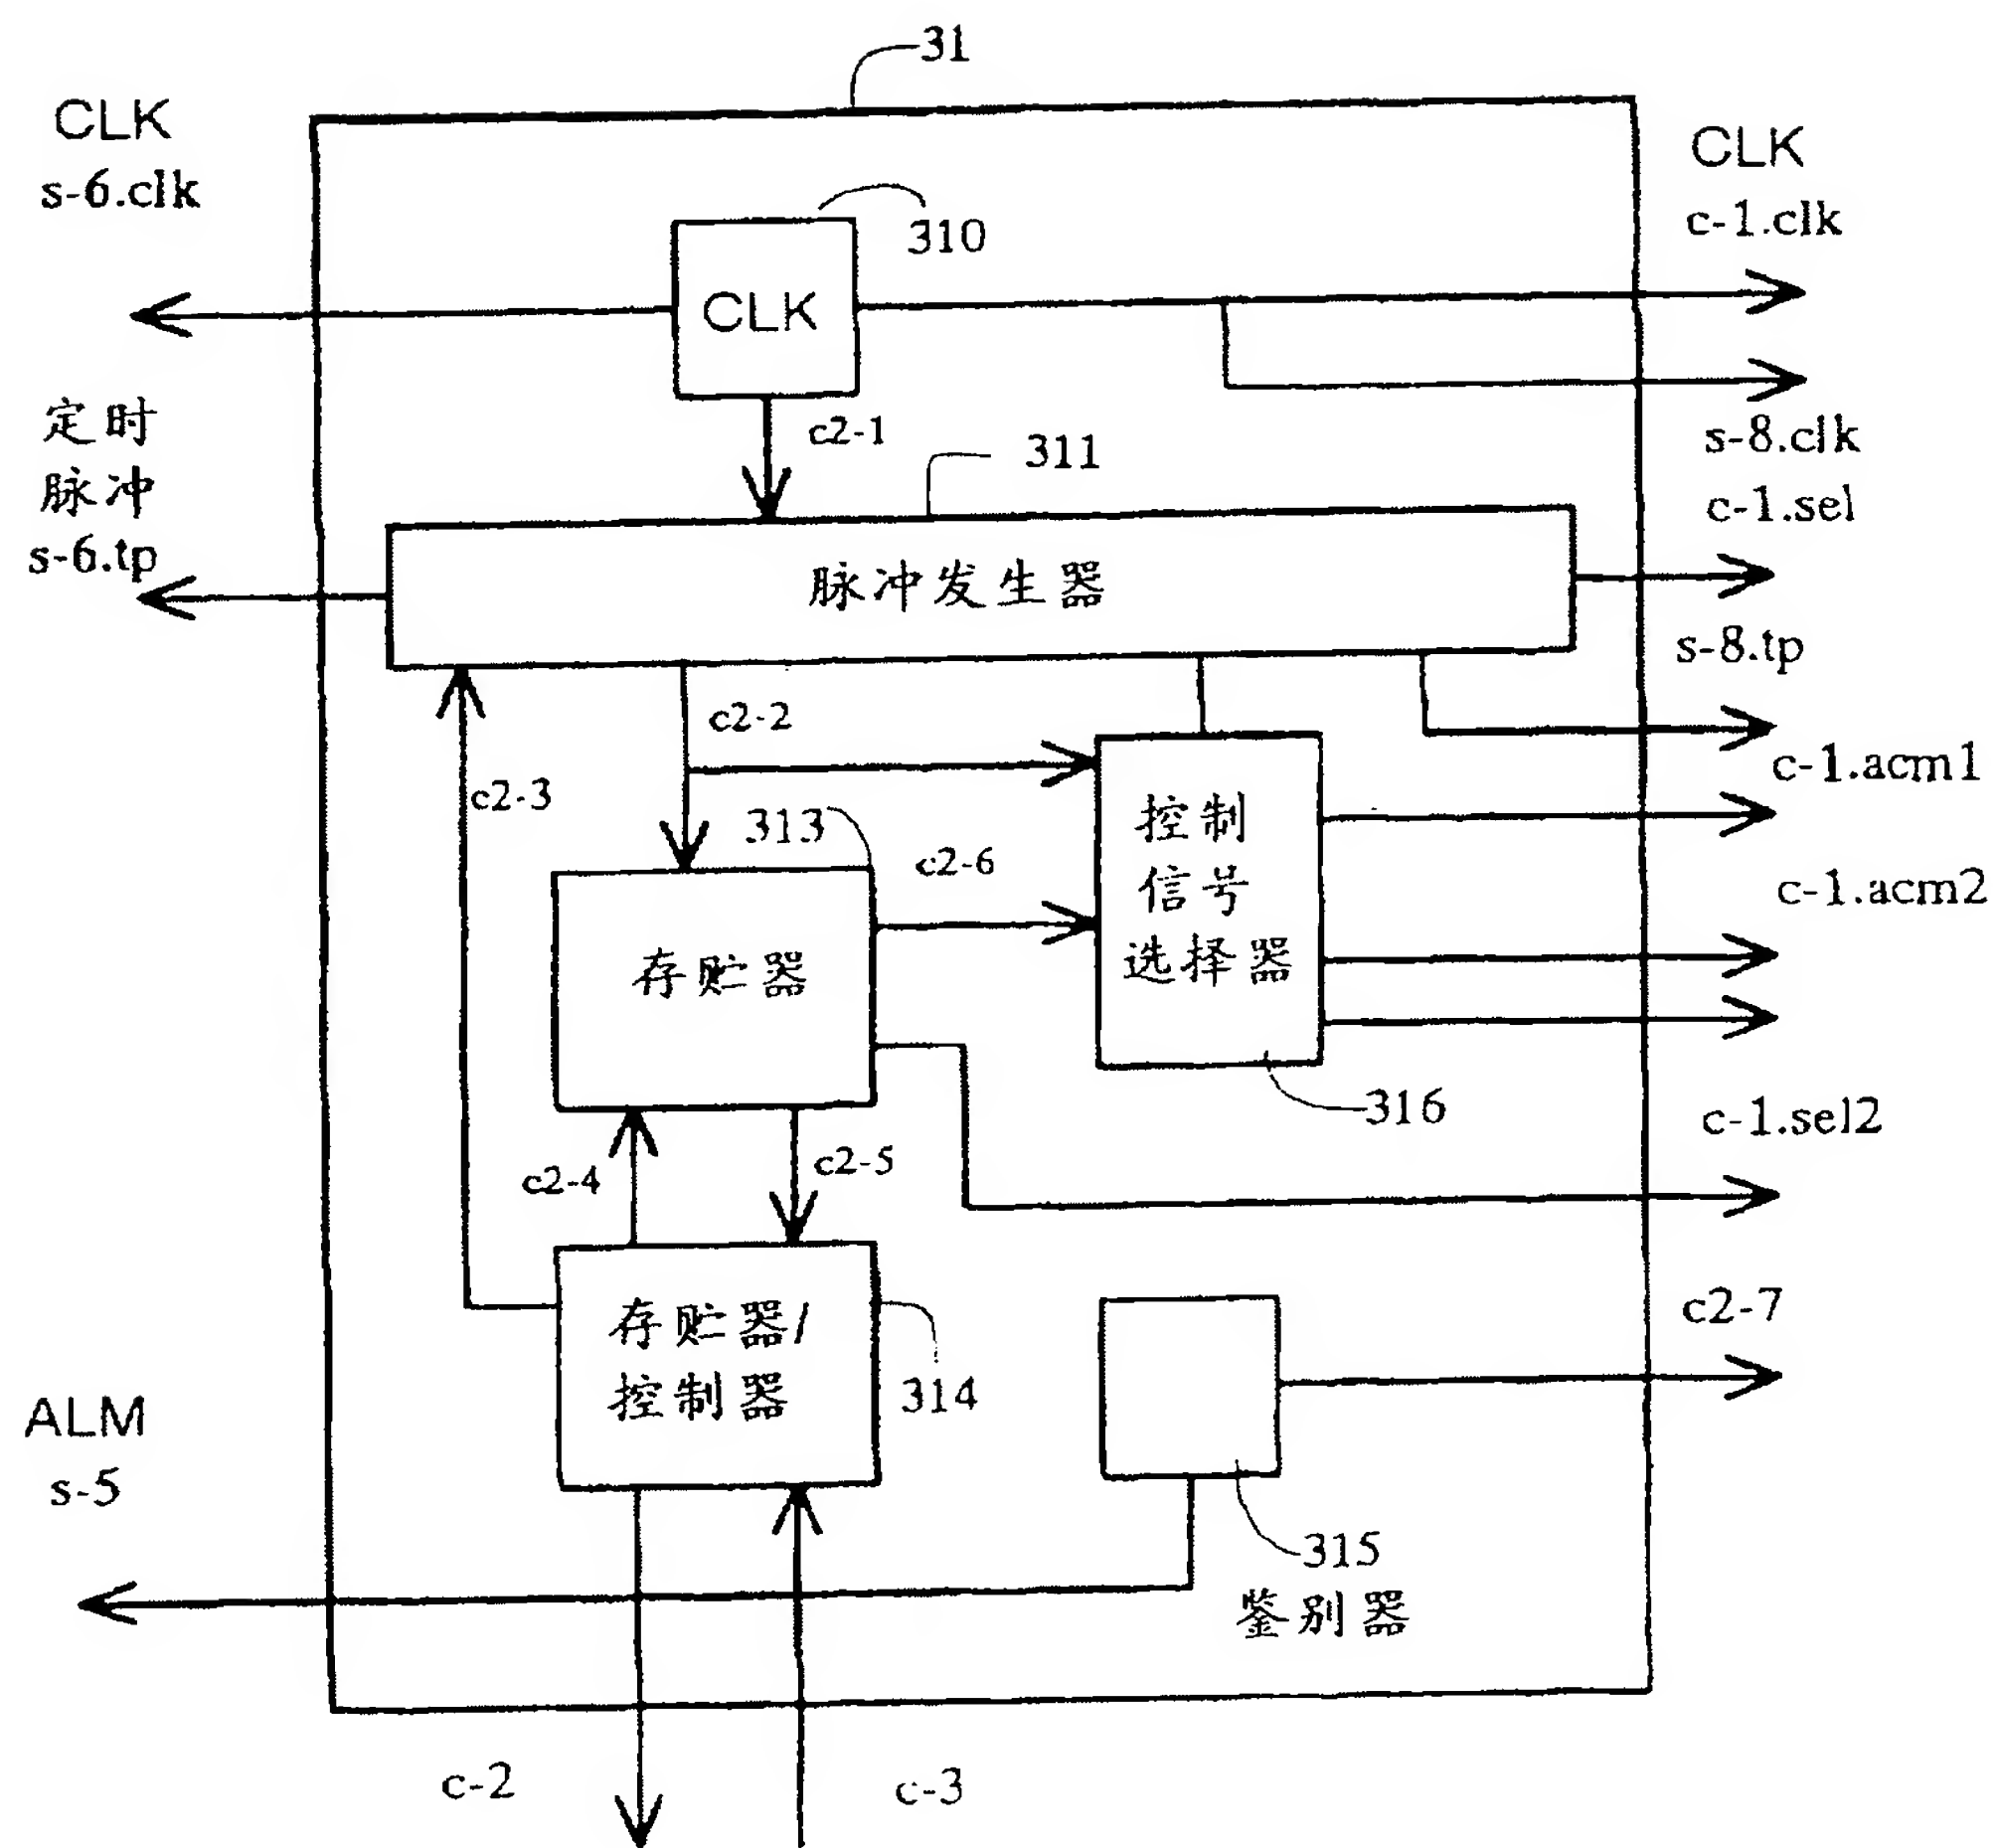 31
CLK
s-6.clk
CLK
c-1.clk
310
CLK
定时
脉冲
s-6.tp
c2-1
311
s-8.clk
c-1.sel
脉冲发生器
s-8.tp
c2-2
c2-3
c-1.acm1
313
c2-6
控制
信号
选择器
c-1.acm2
存贮器
316
c-1.sel2
c2-4
c2-5
存贮器/
控制器
314
c2-7
ALM
s-5
315
鉴别器
c-2
c-3